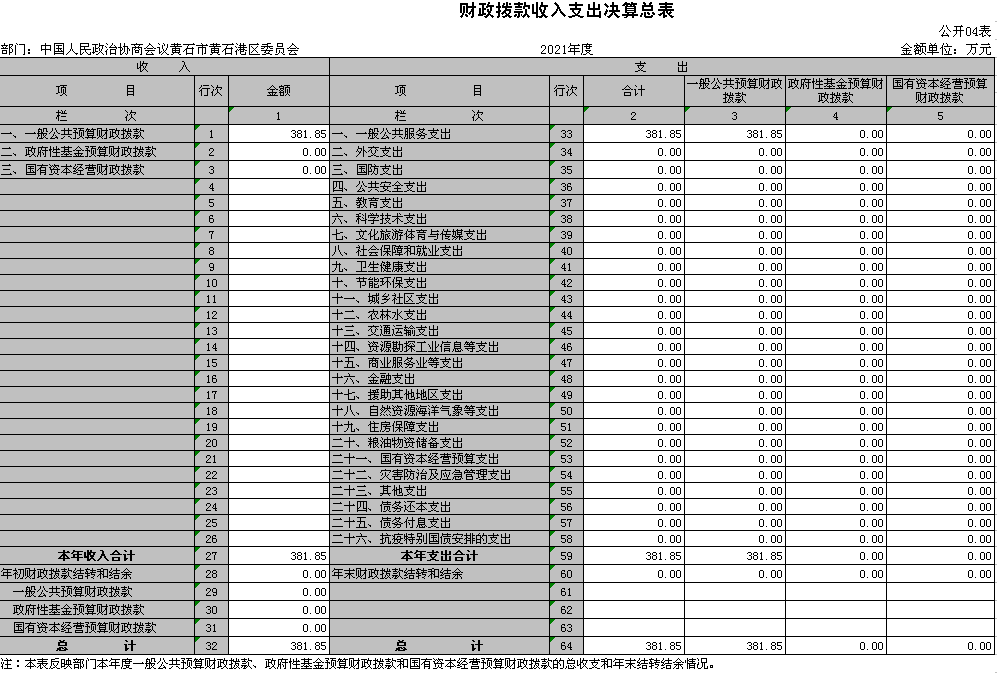 财政拨款收入支出决算总表
公开04表
部门：中国人民政治协商会议黄石市黄石港区委员会 2021年度 金额单位：万元
收 入 支 出
项 目 行次 金额 项 目 行次 合计 一般公共预算财政拨款 政府性基金预算财政拨款 国有资本经营预算财政拨款
栏 次 1 栏 次 2 3 4 5
一、一般公共预算财政拨款 1 381.85 一、一般公共服务支出 33 381.85 381.85 0.00 0.00
二、政府性基金预算财政拨款 2 0.00 二、外交支出 34 0.00 0.00 0.00 0.00
三、国有资本经营财政拨款 3 0.00 三、国防支出 35 0.00 0.00 0.00 0.00
4 四、公共安全支出 36 0.00 0.00 0.00 0.00
5 五、教育支出 37 0.00 0.00 0.00 0.00
6 六、科学技术支出 38 0.00 0.00 0.00 0.00
7 七、文化旅游体育与传媒支出 39 0.00 0.00 0.00 0.00
8 八、社会保障和就业支出 40 0.00 0.00 0.00 0.00
9 九、卫生健康支出 41 0.00 0.00 0.00 0.00
10 十、节能环保支出 42 0.00 0.00 0.00 0.00
11 十一、城乡社区支出 43 0.00 0.00 0.00 0.00
12 十二、农林水支出 44 0.00 0.00 0.00 0.00
13 十三、交通运输支出 45 0.00 0.00 0.00 0.00
14 十四、资源勘探工业信息等支出 46 0.00 0.00 0.00 0.00
15 十五、商业服务业等支出 47 0.00 0.00 0.00 0.00
16 十六、金融支出 48 0.00 0.00 0.00 0.00
17 十七、援助其他地区支出 49 0.00 0.00 0.00 0.00
18 十八、自然资源海洋气象等支出 50 0.00 0.00 0.00 0.00
19 十九、住房保障支出 51 0.00 0.00 0.00 0.00
20 二十、粮油物资储备支出 52 0.00 0.00 0.00 0.00
21 二十一、国有资本经营预算支出 53 0.00 0.00 0.00 0.00
22 二十二、灾害防治及应急管理支出 54 0.00 0.00 0.00 0.00
23 二十三、其他支出 55 0.00 0.00 0.00 0.00
24 二十四、债务还本支出 56 0.00 0.00 0.00 0.00
25 二十五、债务付息支出 57 0.00 0.00 0.00 0.00
26 二十六、抗疫特别国债安排的支出 58 0.00 0.00 0.00 0.00
本年收入合计 27 381.85 本年支出合计 59 381.85 381.85 0.00 0.00
年初财政拨款结转和结余 28 0.00 年末财政拨款结转和结余 60 0.00 0.00 0.00 0.00
一般公共预算财政拨款 29 0.00 61
政府性基金预算财政拨款 30 0.00 62
国有资本经营预算财政拨款 31 0.00 63
总 计 32 381.85 总 计 64 381.85 381.85 0.00 0.00
注：本表反映部门本年度一般公共预算财政拨款、政府性基金预算财政拨款和国有资本经营预算财政拨款的总收支和年末结转结余情况。